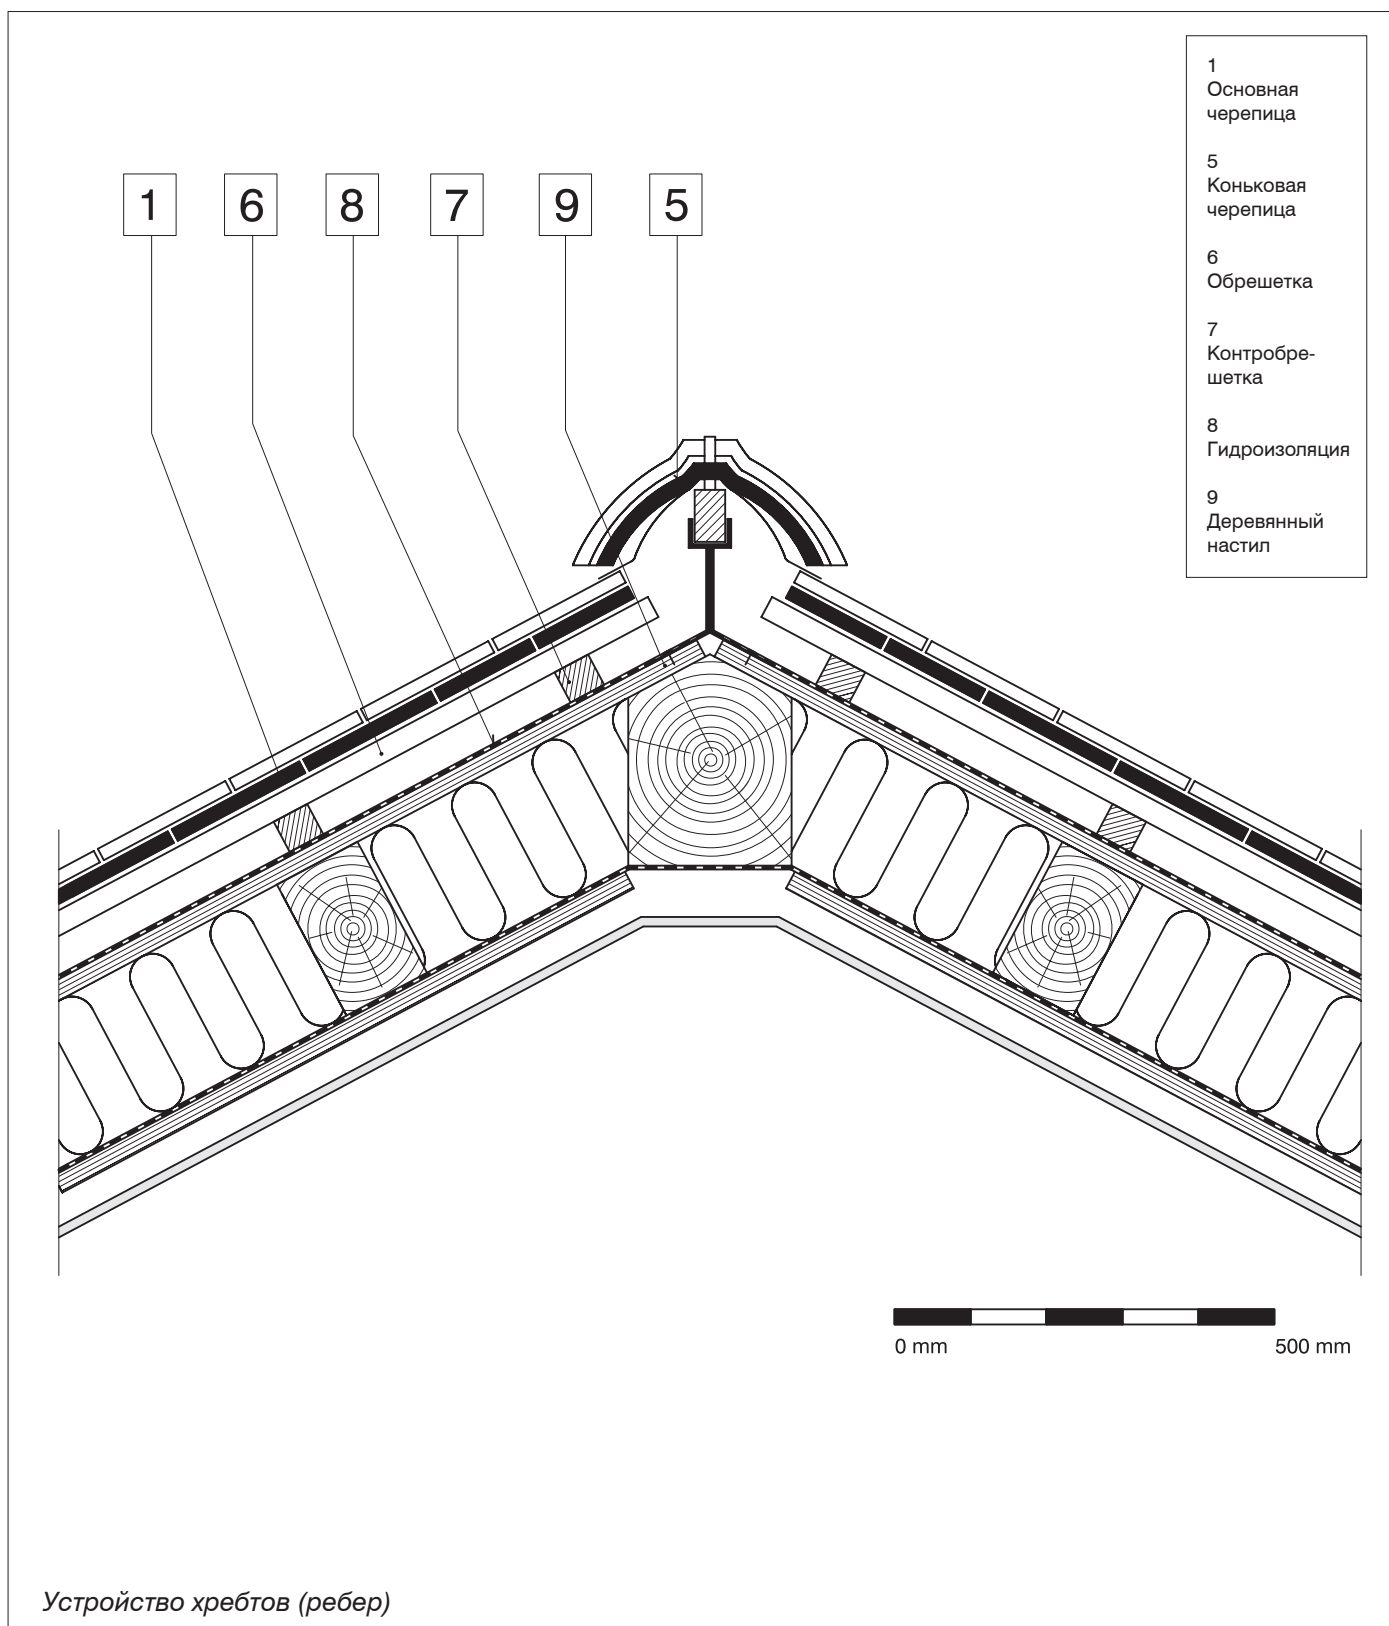 1
Основная
черепица
5
Коньковая
черепица
6
Обрешетка
7
Контробре-
шетка
8
Гидроизоляция
9
Деревянный
настил
1 6 8 7 9 5
0 mm 500 mm
Устройство хребтов (ребер)